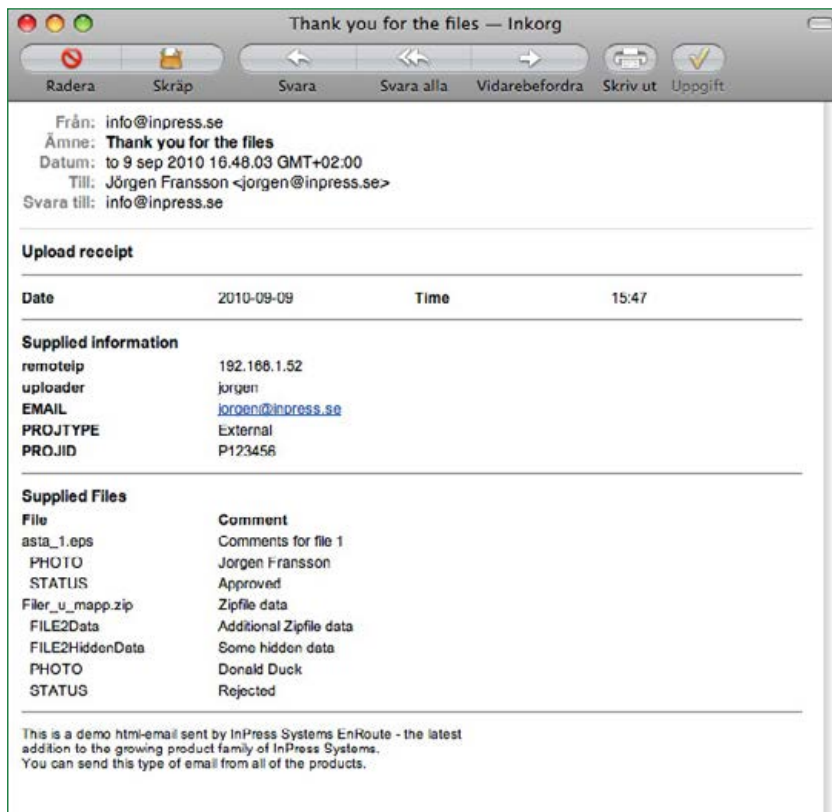 Thank you for the files — Inkorg
Radera Skräp Svara Svara alla Vidarebefordra Skriv ut Uppgift
Från: info@inpress.se
Ämne: Thank you for the files
Datum: to 9 sep 2010 16.48.03 GMT+02:00
Till: Jörgen Fransson <jorgen@inpress.se>
Svara till: info@inpress.se
Upload receipt
Date 2010-09-09 Time 15:47
Supplied information
remoteip 192.168.1.52
uploader jorgen
EMAIL jorgen@inpress.se
PROJTYPE External
PROJID P123456
Supplied Files
File Comment
asta_1.eps Comments for file 1
PHOTO Jorgen Fransson
STATUS Approved
Filer_u_mapp.zip Zipfile data
FILE2Data Additional Zipfile data
FILE2HiddenData Some hidden data
PHOTO Donald Duck
STATUS Rejected
This is a demo html-email sent by InPress Systems EnRoute - the latest
addition to the growing product family of InPress Systems.
You can send this type of email from all of the products.